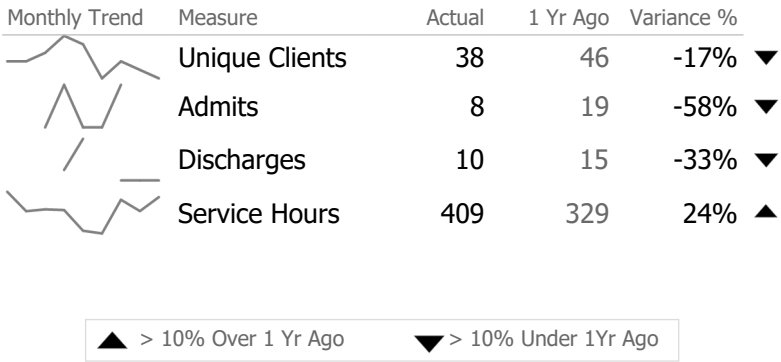 Monthly Trend Measure Actual 1 Yr Ago Variance %
Unique Clients 38 46 -17% ▼
Admits 8 19 -58% ▼
Discharges 10 15 -33% ▼
Service Hours 409 329 24% ▲
▲ > 10% Over 1 Yr Ago ▼ > 10% Under 1Yr Ago